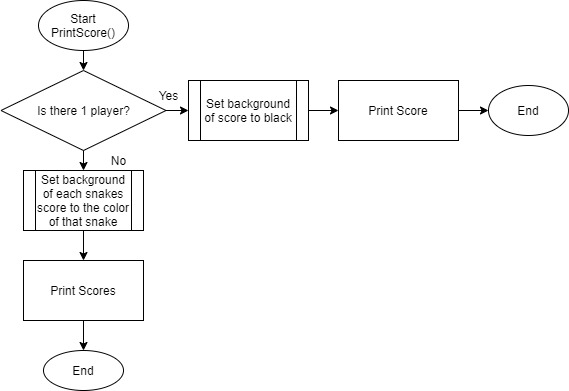 Start
PrintScore()
Is there 1 player?
Yes
Set background
of score to black
Print Score
End
No
Set background
of each snakes
score to the color
of that snake
Print Scores
End